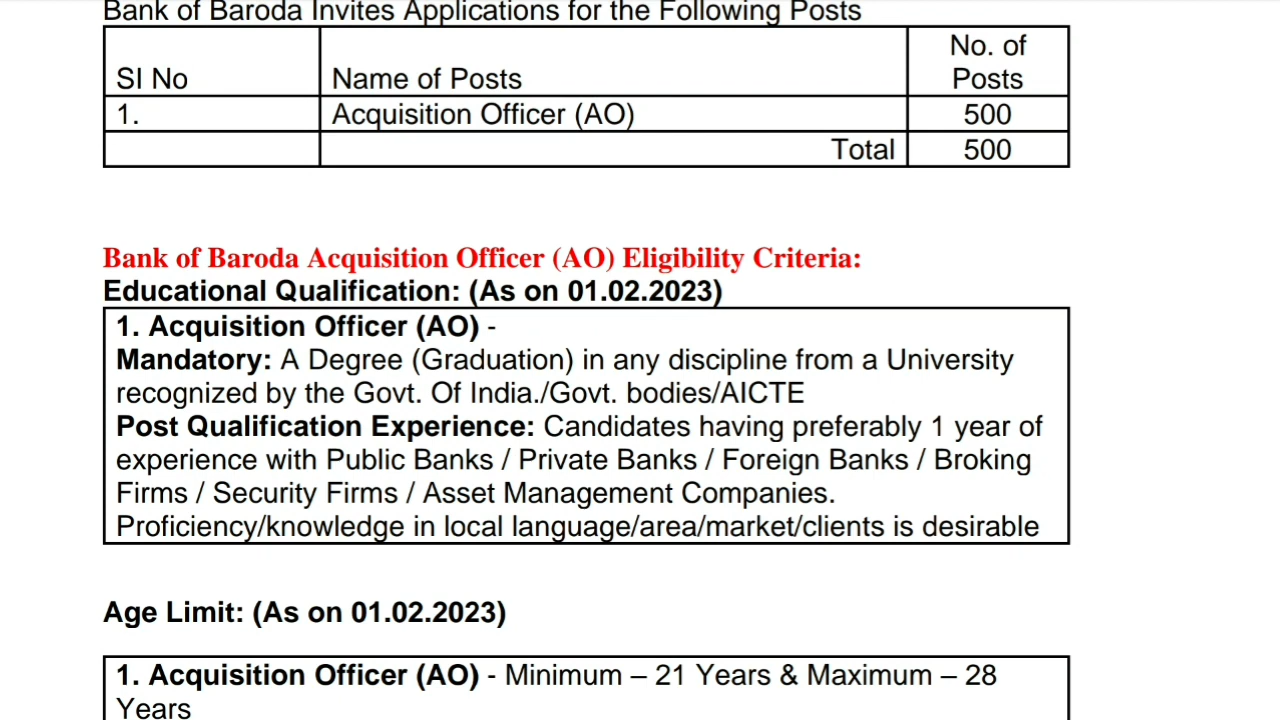 Bank of Baroda Invites Applications for the Following Posts
SI No Name of Posts No. of Posts
1. Acquisition Officer (AO) 500
Total 500
Bank of Baroda Acquisition Officer (AO) Eligibility Criteria:
Educational Qualification: (As on 01.02.2023)
1. Acquisition Officer (AO) -
Mandatory: A Degree (Graduation) in any discipline from a University
recognized by the Govt. Of India./Govt. bodies/AICTE
Post Qualification Experience: Candidates having preferably 1 year of
experience with Public Banks / Private Banks / Foreign Banks / Broking
Firms / Security Firms / Asset Management Companies.
Proficiency/knowledge in local language/area/market/clients is desirable
Age Limit: (As on 01.02.2023)
1. Acquisition Officer (AO) - Minimum – 21 Years & Maximum – 28
Years